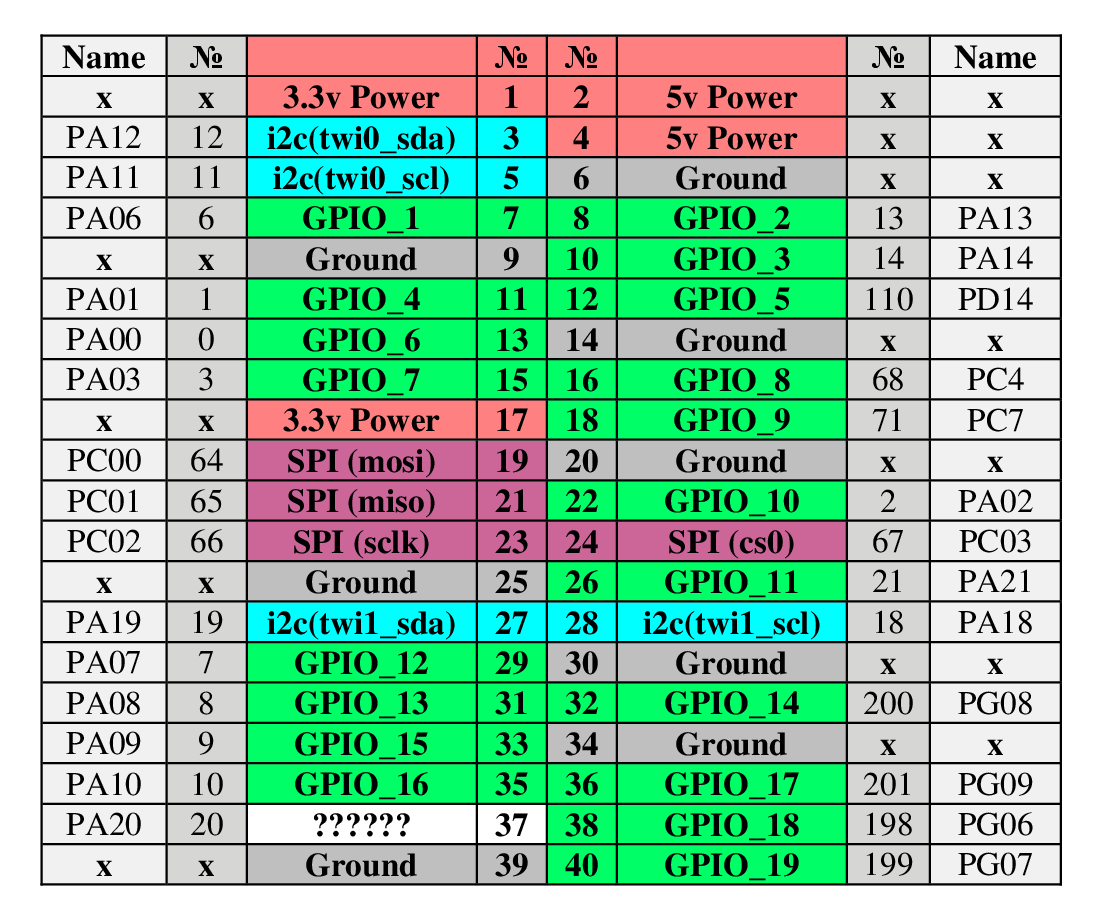 Name № № № № Name
x x 3.3v Power 1 2 5v Power x x
PA12 12 i2c(twi0_sda) 3 4 5v Power x x
PA11 11 i2c(twi0_scl) 5 6 Ground x x
PA06 6 GPIO_1 7 8 GPIO_2 13 PA13
x x Ground 9 10 GPIO_3 14 PA14
PA01 1 GPIO_4 11 12 GPIO_5 110 PD14
PA00 0 GPIO_6 13 14 Ground x x
PA03 3 GPIO_7 15 16 GPIO_8 68 PC4
x x 3.3v Power 17 18 GPIO_9 71 PC7
PC00 64 SPI (mosi) 19 20 Ground x x
PC01 65 SPI (miso) 21 22 GPIO_10 2 PA02
PC02 66 SPI (sclk) 23 24 SPI (cs0) 67 PC03
x x Ground 25 26 GPIO_11 21 PA21
PA19 19 i2c(twi1_sda) 27 28 i2c(twi1_scl) 18 PA18
PA07 7 GPIO_12 29 30 Ground x x
PA08 8 GPIO_13 31 32 GPIO_14 200 PG08
PA09 9 GPIO_15 33 34 Ground x x
PA10 10 GPIO_16 35 36 GPIO_17 201 PG09
PA20 20 ?????? 37 38 GPIO_18 198 PG06
x x Ground 39 40 GPIO_19 199 PG07